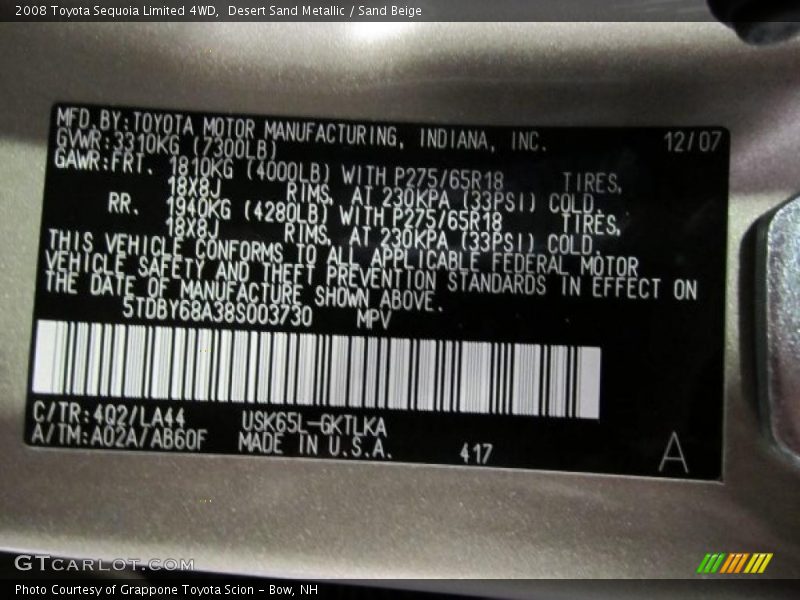 2008 Toyota Sequoia Limited 4WD,  Desert Sand Metallic / Sand Beige
MFD.BY:TOYOTA MOTOR MANUFACTURING, INDIANA, INC. 12/07
GVWR:3310KG (7300LB)
GAWR:FRT. 1810KG (4000LB) WITH P275/65R18 TIRES,
18X8J RIMS, AT 230KPA (33PSI) COLD.
RR. 1940KG (4280LB) WITH P275/65R18 TIRES,
18X8J RIMS, AT 230KPA (33PSI) COLD.
THIS VEHICLE CONFORMS TO ALL APPLICABLE FEDERAL MOTOR
VEHICLE SAFETY AND THEFT PREVENTION STANDARDS IN EFFECT ON
THE DATE OF MANUFACTURE SHOWN ABOVE.
5TDBY68A38S003730 MPV
C/TR:4Q2/LA44 USK65L-GKTLKA
A/TM:A02A/AB60F MADE IN U.S.A. 417 A
GTCARLOT.COM
Photo Courtesy of Grappone Toyota Scion - Bow, NH